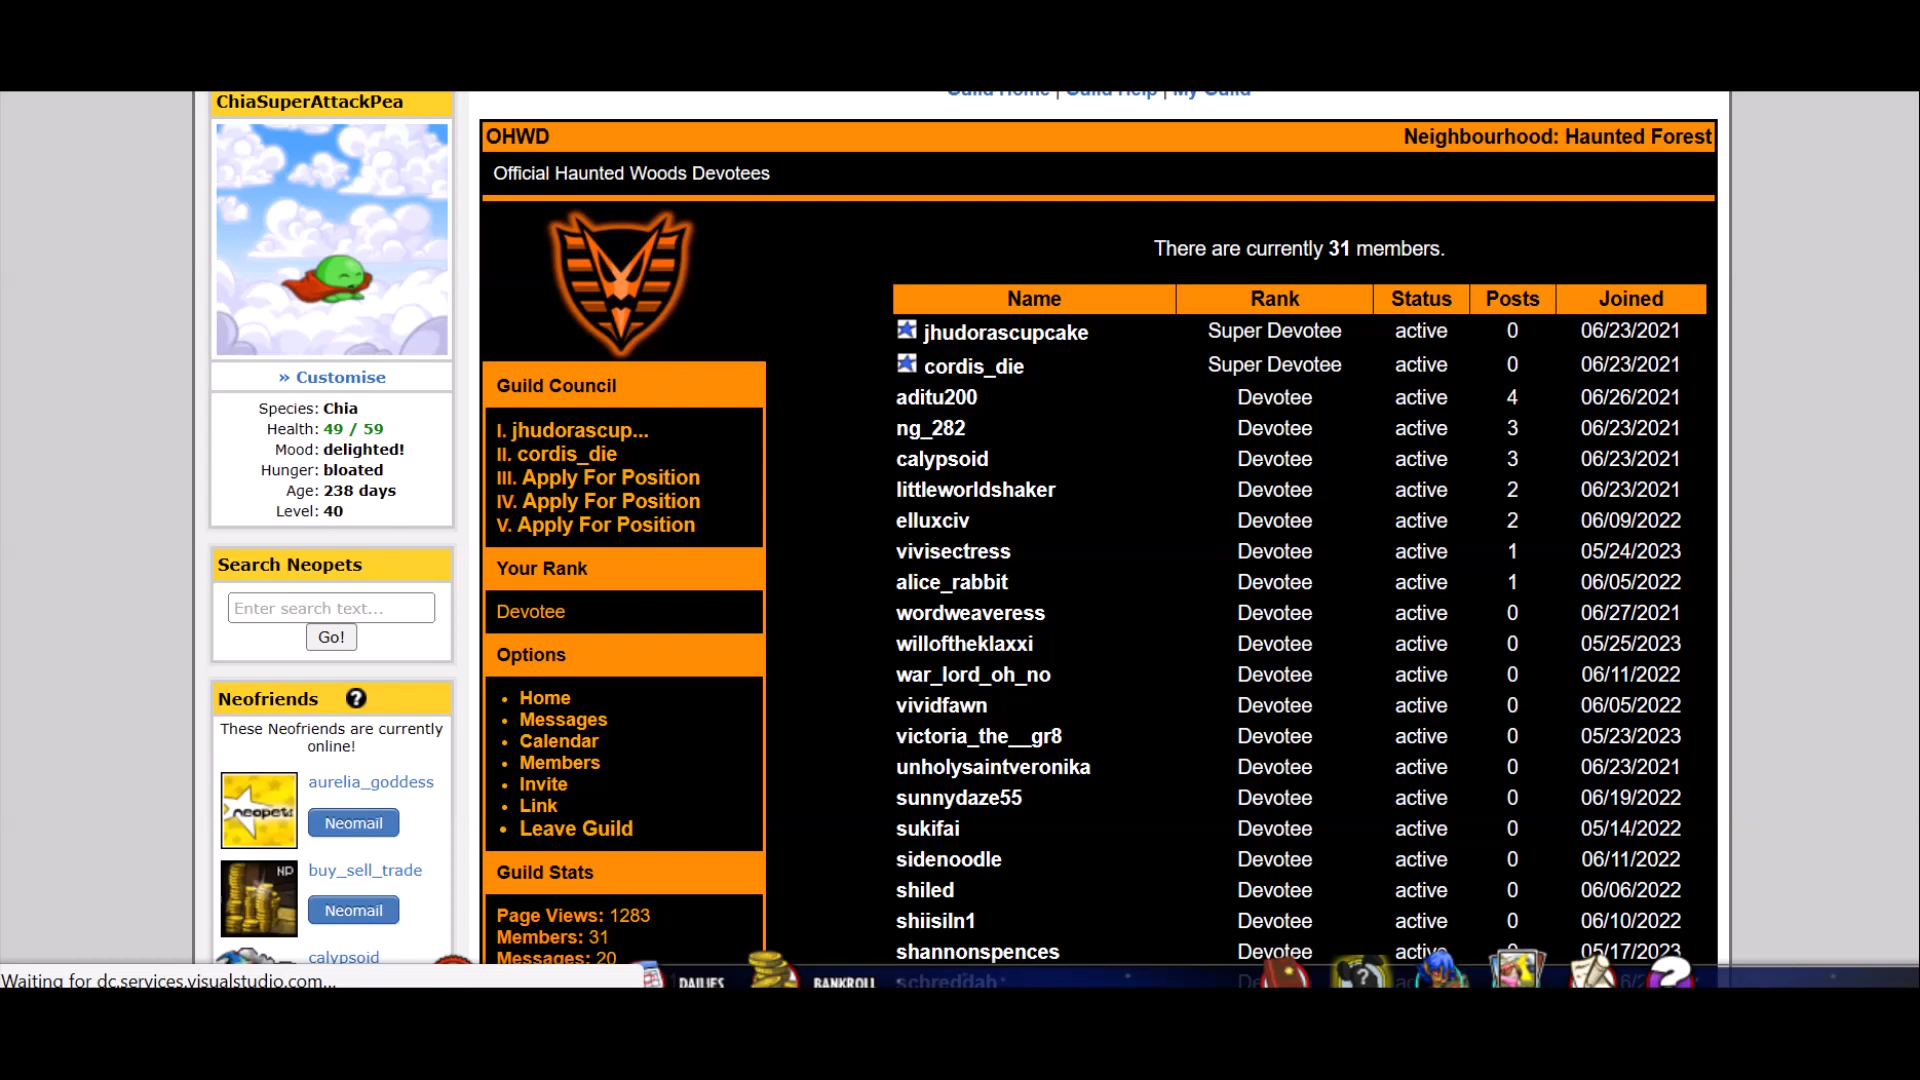 ChiaSuperAttackPea
» Customise
Species: Chia
Health: 49 / 59
Mood: delighted!
Hunger: bloated
Age: 238 days
Level: 40
Search Neopets
Enter search text...
Go!
Neofriends ?
These Neofriends are currently
online!
neopets
aurelia_goddess
Neomail
NP
buy_sell_trade
Neomail
calypsoid
Guild Home | Guild Help | My Guild
OHWD Neighbourhood: Haunted Forest
Official Haunted Woods Devotees
Guild Council
I. jhudorascup...
II. cordis_die
III. Apply For Position
IV. Apply For Position
V. Apply For Position
Your Rank
Devotee
Options
• Home
• Messages
• Calendar
• Members
• Invite
• Link
• Leave Guild
Guild Stats
Page Views: 1283
Members: 31
Messages: 20
There are currently 31 members.
Name Rank Status Posts Joined
jhudorascupcake Super Devotee active 0 06/23/2021
cordis_die Super Devotee active 0 06/23/2021
aditu200 Devotee active 4 06/26/2021
ng_282 Devotee active 3 06/23/2021
calypsoid Devotee active 3 06/23/2021
littleworldshaker Devotee active 2 06/23/2021
elluxciv Devotee active 2 06/09/2022
vivisectress Devotee active 1 05/24/2023
alice_rabbit Devotee active 1 06/05/2022
wordweaveress Devotee active 0 06/27/2021
willoftheklaxxi Devotee active 0 05/25/2023
war_lord_oh_no Devotee active 0 06/11/2022
vividfawn Devotee active 0 06/05/2022
victoria_the__gr8 Devotee active 0 05/23/2023
unholysaintveronika Devotee active 0 06/23/2021
sunnydaze55 Devotee active 0 06/19/2022
sukifai Devotee active 0 05/14/2022
sidenoodle Devotee active 0 06/11/2022
shiled Devotee active 0 06/06/2022
shiisiln1 Devotee active 0 06/10/2022
shannonspences Devotee active 0 05/17/2023
schreddah
Waiting for dc.services.visualstudio.com...
DAILIES
BANKROLL
?
?